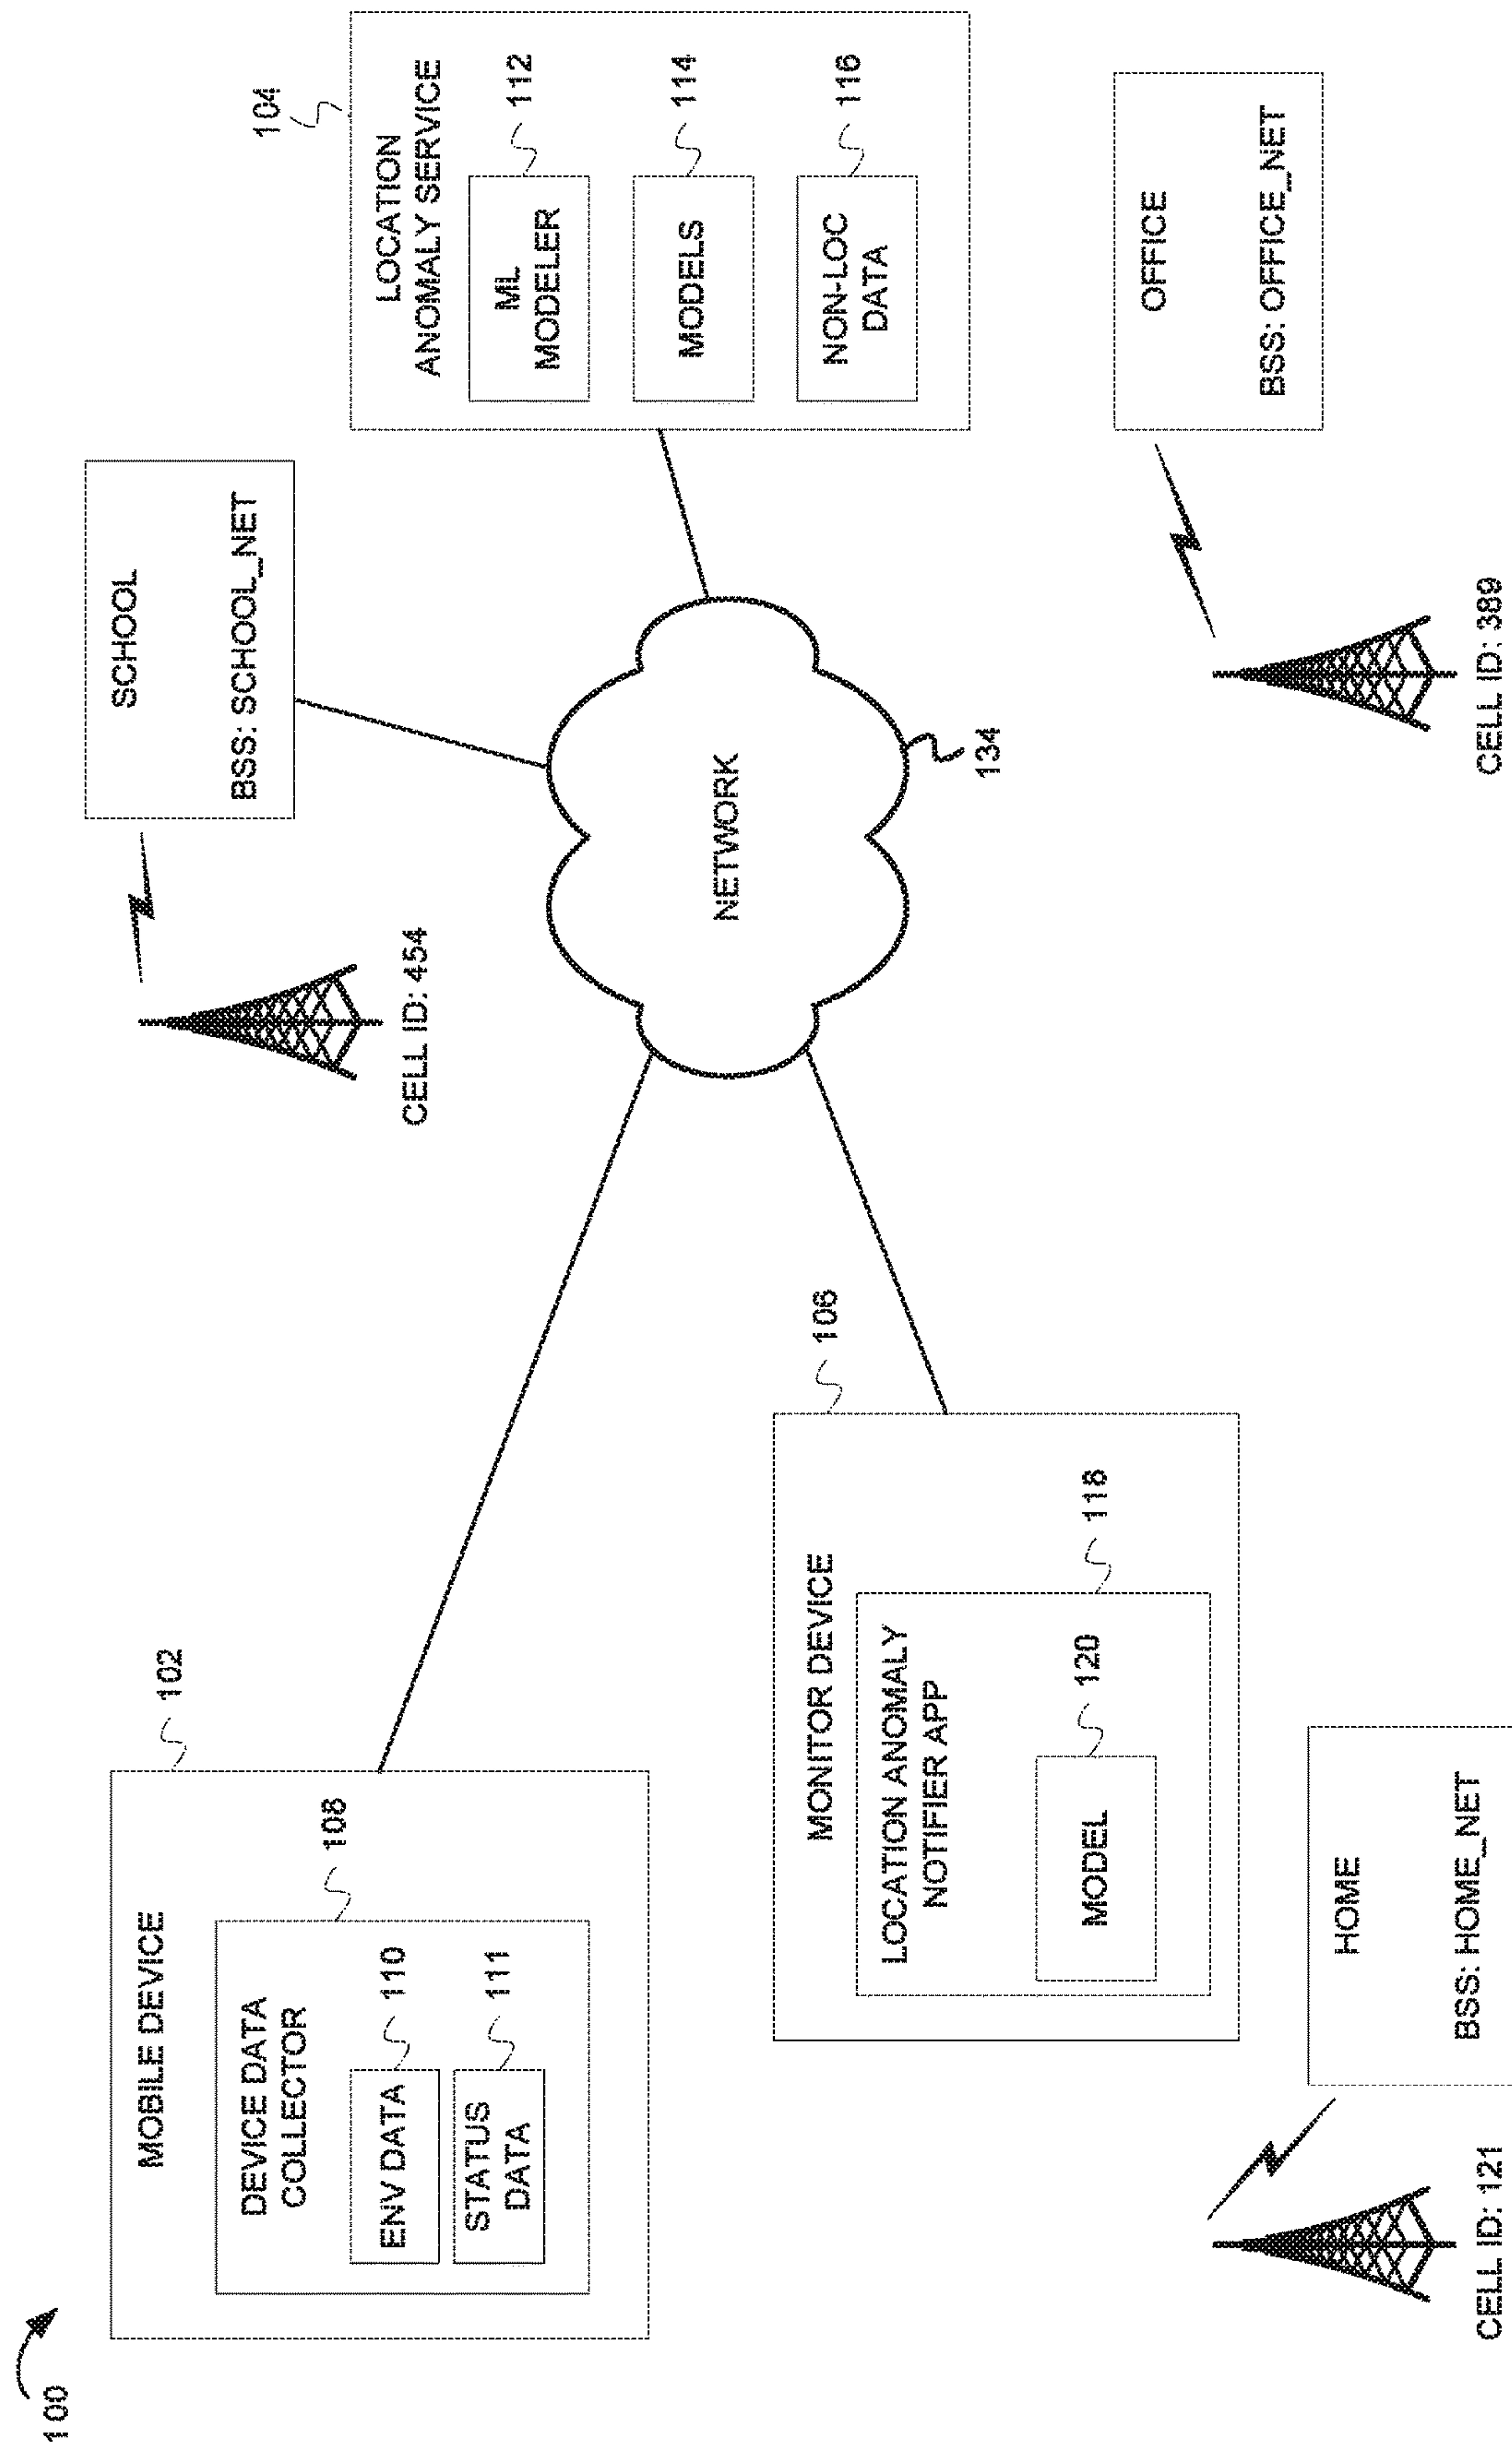 100
MOBILE DEVICE
102
DEVICE DATA
COLLECTOR
108
ENV DATA
110
STATUS
DATA
111
CELL ID: 454
SCHOOL
BSS: SCHOOL_NET
104
LOCATION
ANOMALY SERVICE
ML
MODELER
112
MODELS
114
NON-LOC
DATA
116
NETWORK
134
MONITOR DEVICE
106
LOCATION ANOMALY
NOTIFIER APP
118
MODEL
120
CELL ID: 121
HOME
BSS: HOME_NET
CELL ID: 389
OFFICE
BSS: OFFICE_NET